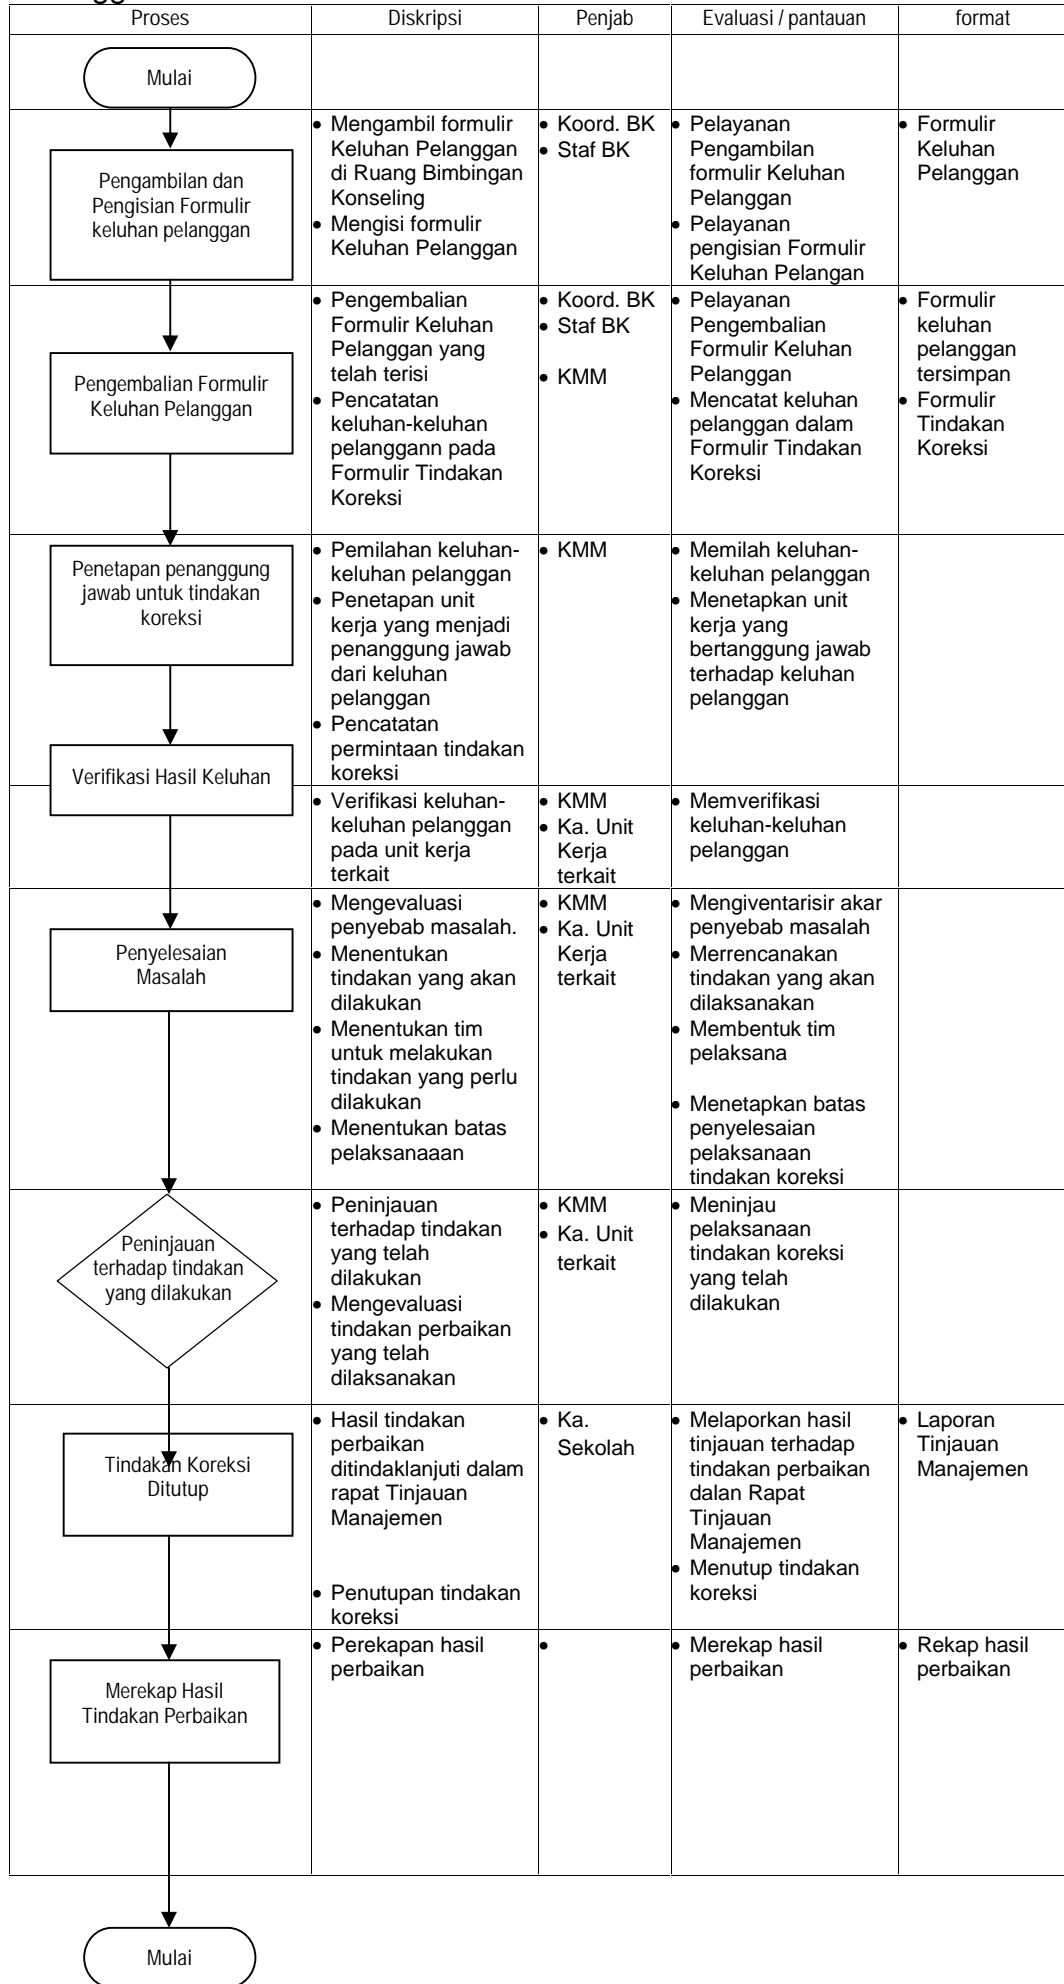 Proses Diskripsi Penjab Evaluasi / pantauan format
Mulai
Pengambilan dan
Pengisian Formulir
keluhan pelanggan
• Mengambil formulir
Keluhan Pelanggan
di Ruang Bimbingan
Konseling
• Mengisi formulir
Keluhan Pelanggan
• Koord. BK
• Staf BK
• Pelayanan
Pengambilan
formulir Keluhan
Pelanggan
• Pelayanan
pengisian Formulir
Keluhan Pelangan
• Formulir
Keluhan
Pelanggan
Pengembalian Formulir
Keluhan Pelanggan
• Pengembalian
Formulir Keluhan
Pelanggan yang
telah terisi
• Pencatatan
keluhan-keluhan
pelanggann pada
Formulir Tindakan
Koreksi
• Koord. BK
• Staf BK
• KMM
• Pelayanan
Pengembalian
Formulir Keluhan
Pelanggan
• Mencatat keluhan
pelanggan dalam
Formulir Tindakan
Koreksi
• Formulir
keluhan
pelanggan
tersimpan
• Formulir
Tindakan
Koreksi
Penetapan penanggung
jawab untuk tindakan
koreksi
• Pemilahan keluhan-
keluhan pelanggan
• Penetapan unit
kerja yang menjadi
penanggung jawab
dari keluhan
pelanggan
• Pencatatan
permintaan tindakan
koreksi
• KMM
• Memilah keluhan-
keluhan pelanggan
• Menetapkan unit
kerja yang
bertanggung jawab
terhadap keluhan
pelanggan
Verifikasi Hasil Keluhan
• Verifikasi keluhan-
keluhan pelanggan
pada unit kerja
terkait
• KMM
• Ka. Unit
Kerja
terkait
• Memverifikasi
keluhan-keluhan
pelanggan
Penyelesaian
Masalah
• Mengevaluasi
penyebab masalah.
• Menentukan
tindakan yang akan
dilakukan
• Menentukan tim
untuk melakukan
tindakan yang perlu
dilakukan
• Menentukan batas
pelaksanaaan
• KMM
• Ka. Unit
Kerja
terkait
• Mengiventarisir akar
penyebab masalah
• Merrencanakan
tindakan yang akan
dilaksanakan
• Membentuk tim
pelaksana
• Menetapkan batas
penyelesaian
pelaksanaan
tindakan koreksi
Peninjauan
terhadap tindakan
yang dilakukan
• Peninjauan
terhadap tindakan
yang telah
dilakukan
• Mengevaluasi
tindakan perbaikan
yang telah
dilaksanakan
• KMM
• Ka. Unit
terkait
• Meninjau
pelaksanaan
tindakan koreksi
yang telah
dilakukan
Tindakan Koreksi
Ditutup
• Hasil tindakan
perbaikan
ditindaklanjuti dalam
rapat Tinjauan
Manajemen
• Penutupan tindakan
koreksi
• Ka.
Sekolah
• Melaporkan hasil
tinjauan terhadap
tindakan perbaikan
dalan Rapat
Tinjauan
Manajemen
• Menutup tindakan
koreksi
• Laporan
Tinjauan
Manajemen
Merekap Hasil
Tindakan Perbaikan
• Perekapan hasil
perbaikan
•
• Merekap hasil
perbaikan
• Rekap hasil
perbaikan
Mulai